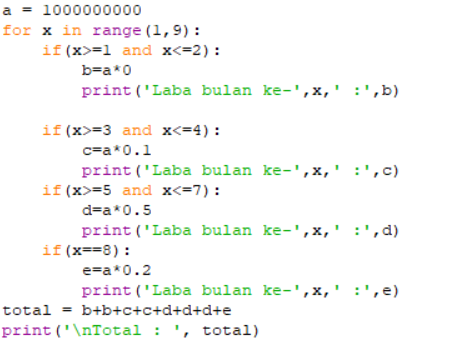 a = 1000000000
for x in range(1,9):
    if(x>=1 and x<=2):
        b=a*0
        print('Laba bulan ke-',x,' :',b)

    if(x>=3 and x<=4):
        c=a*0.1
        print('Laba bulan ke-',x,' :',c)
    if(x>=5 and x<=7):
        d=a*0.5
        print('Laba bulan ke-',x,' :',d)
    if(x==8):
        e=a*0.2
        print('Laba bulan ke-',x,' :',e)
total = b+b+c+c+d+d+d+e
print('\nTotal : ', total)